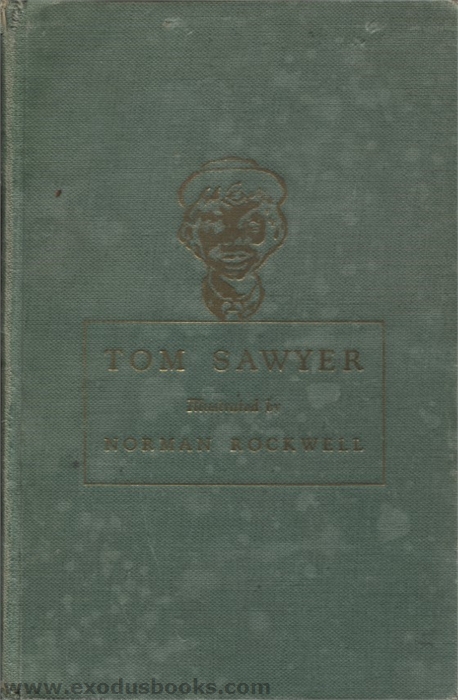 TOM SAWYER
Illustrated by
NORMAN ROCKWELL
www.exodusbooks.com